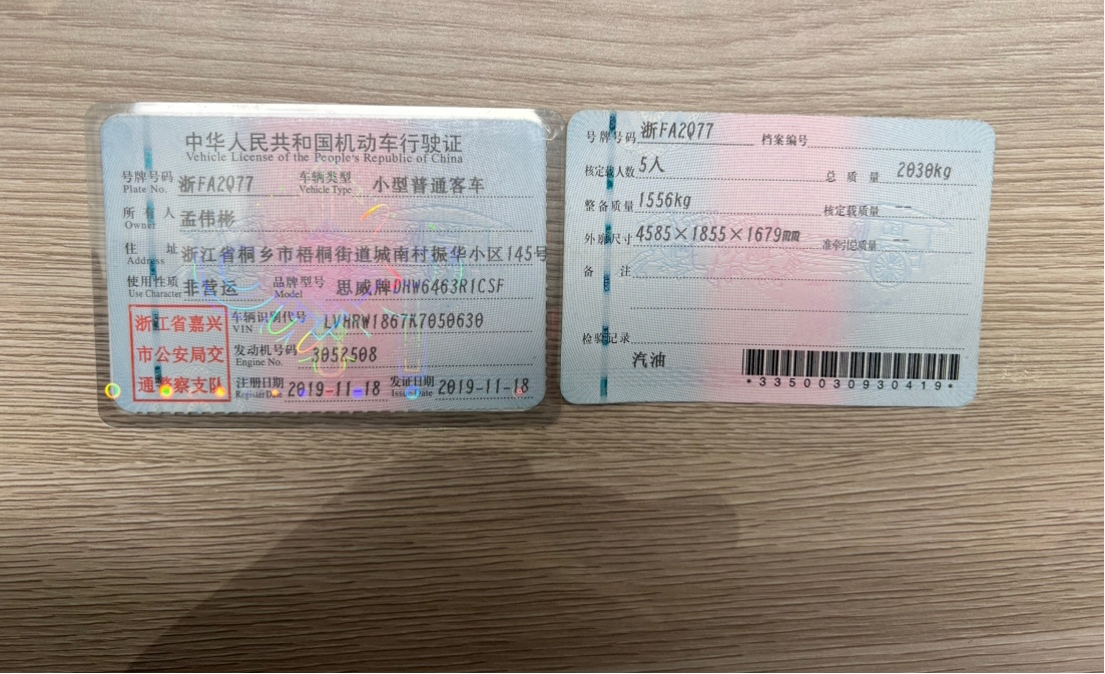 中华人民共和国机动车行驶证
Vehicle License of the People's Republic of China
号牌号码 浙FA2Q77 车辆类型 小型普通客车
Plate No. Vehicle Type
所有人 孟伟彬
Owner
住址 浙江省桐乡市梧桐街道城南村振华小区145号
Address
使用性质 非营运 品牌型号 思威牌DHW6463R1CSF
Use Character Model
浙江省嘉兴
市公安局交
通警察支队
车辆识别代号 LVHRW1867K7050630
VIN
发动机号码 3052508
Engine No.
注册日期 2019-11-18 发证日期 2019-11-18
Register Date Issue Date
号牌号码 浙FA2Q77 档案编号
核定载人数 5人 总质量 2030kg
整备质量 1556kg 核定载质量 --
外廓尺寸 4585×1855×1679mm 准牵引总质量 --
备注
检验记录
汽油
*3350030930419*